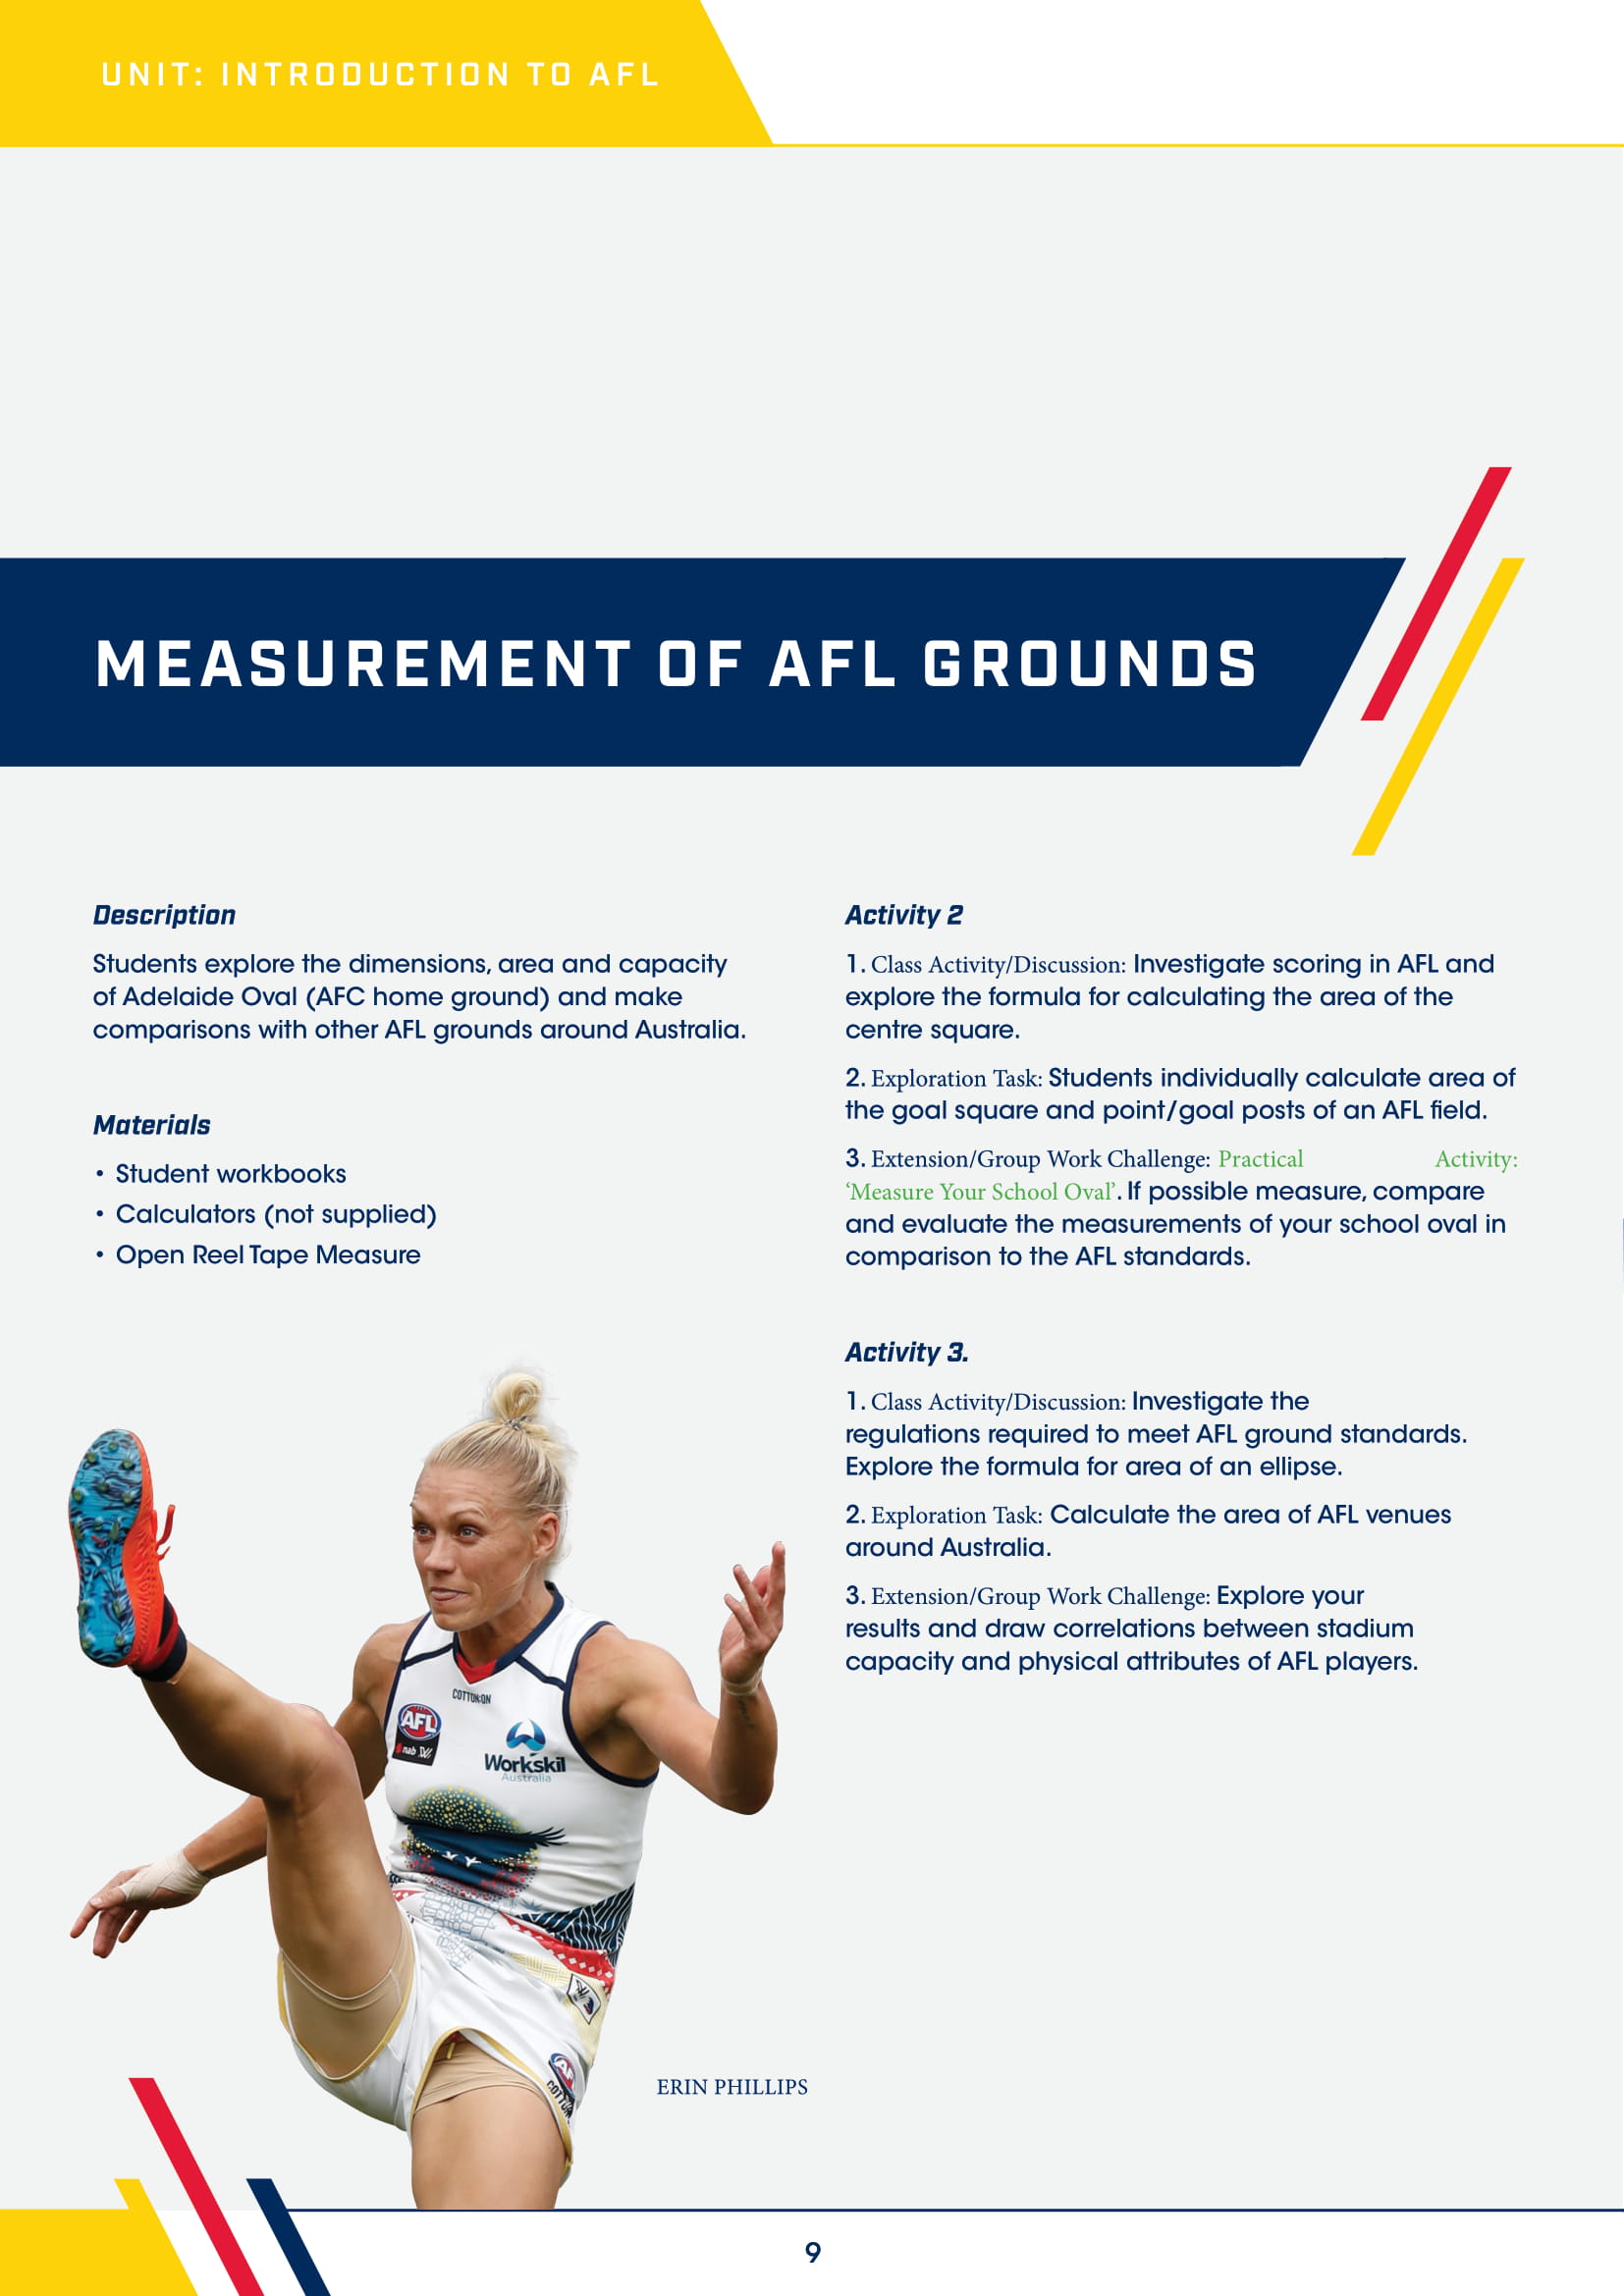 UNIT: INTRODUCTION TO AFL
MEASUREMENT OF AFL GROUNDS
Description
Students explore the dimensions, area and capacity
of Adelaide Oval (AFC home ground) and make
comparisons with other AFL grounds around Australia.
Materials
• Student workbooks
• Calculators (not supplied)
• Open Reel Tape Measure
Activity 2
1. Class Activity/Discussion: Investigate scoring in AFL and
explore the formula for calculating the area of the
centre square.
2. Exploration Task: Students individually calculate area of
the goal square and point/goal posts of an AFL field.
3. Extension/Group Work Challenge: Practical Activity:
‘Measure Your School Oval’. If possible measure, compare
and evaluate the measurements of your school oval in
comparison to the AFL standards.
Activity 3.
1. Class Activity/Discussion: Investigate the
regulations required to meet AFL ground standards.
Explore the formula for area of an ellipse.
2. Exploration Task: Calculate the area of AFL venues
around Australia.
3. Extension/Group Work Challenge: Explore your
results and draw correlations between stadium
capacity and physical attributes of AFL players.
COTTON:ON
AFL
nab W
Workskil
Australia
ERIN PHILLIPS
9